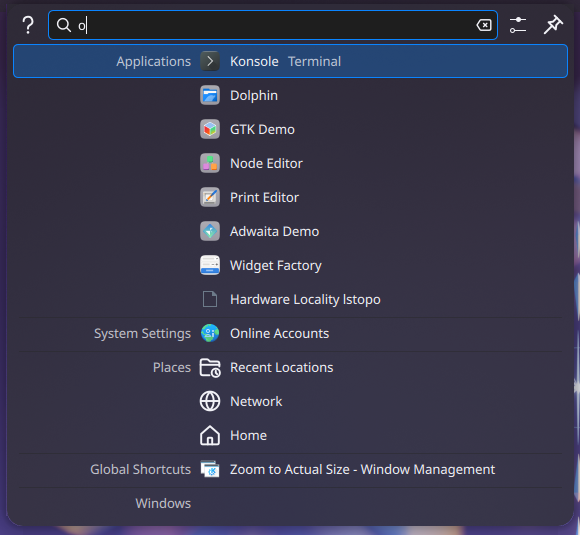 ? o
Applications Konsole Terminal
Dolphin
GTK Demo
Node Editor
Print Editor
Adwaita Demo
Widget Factory
Hardware Locality lstopo
System Settings Online Accounts
Places Recent Locations
Network
Home
Global Shortcuts Zoom to Actual Size - Window Management
Windows